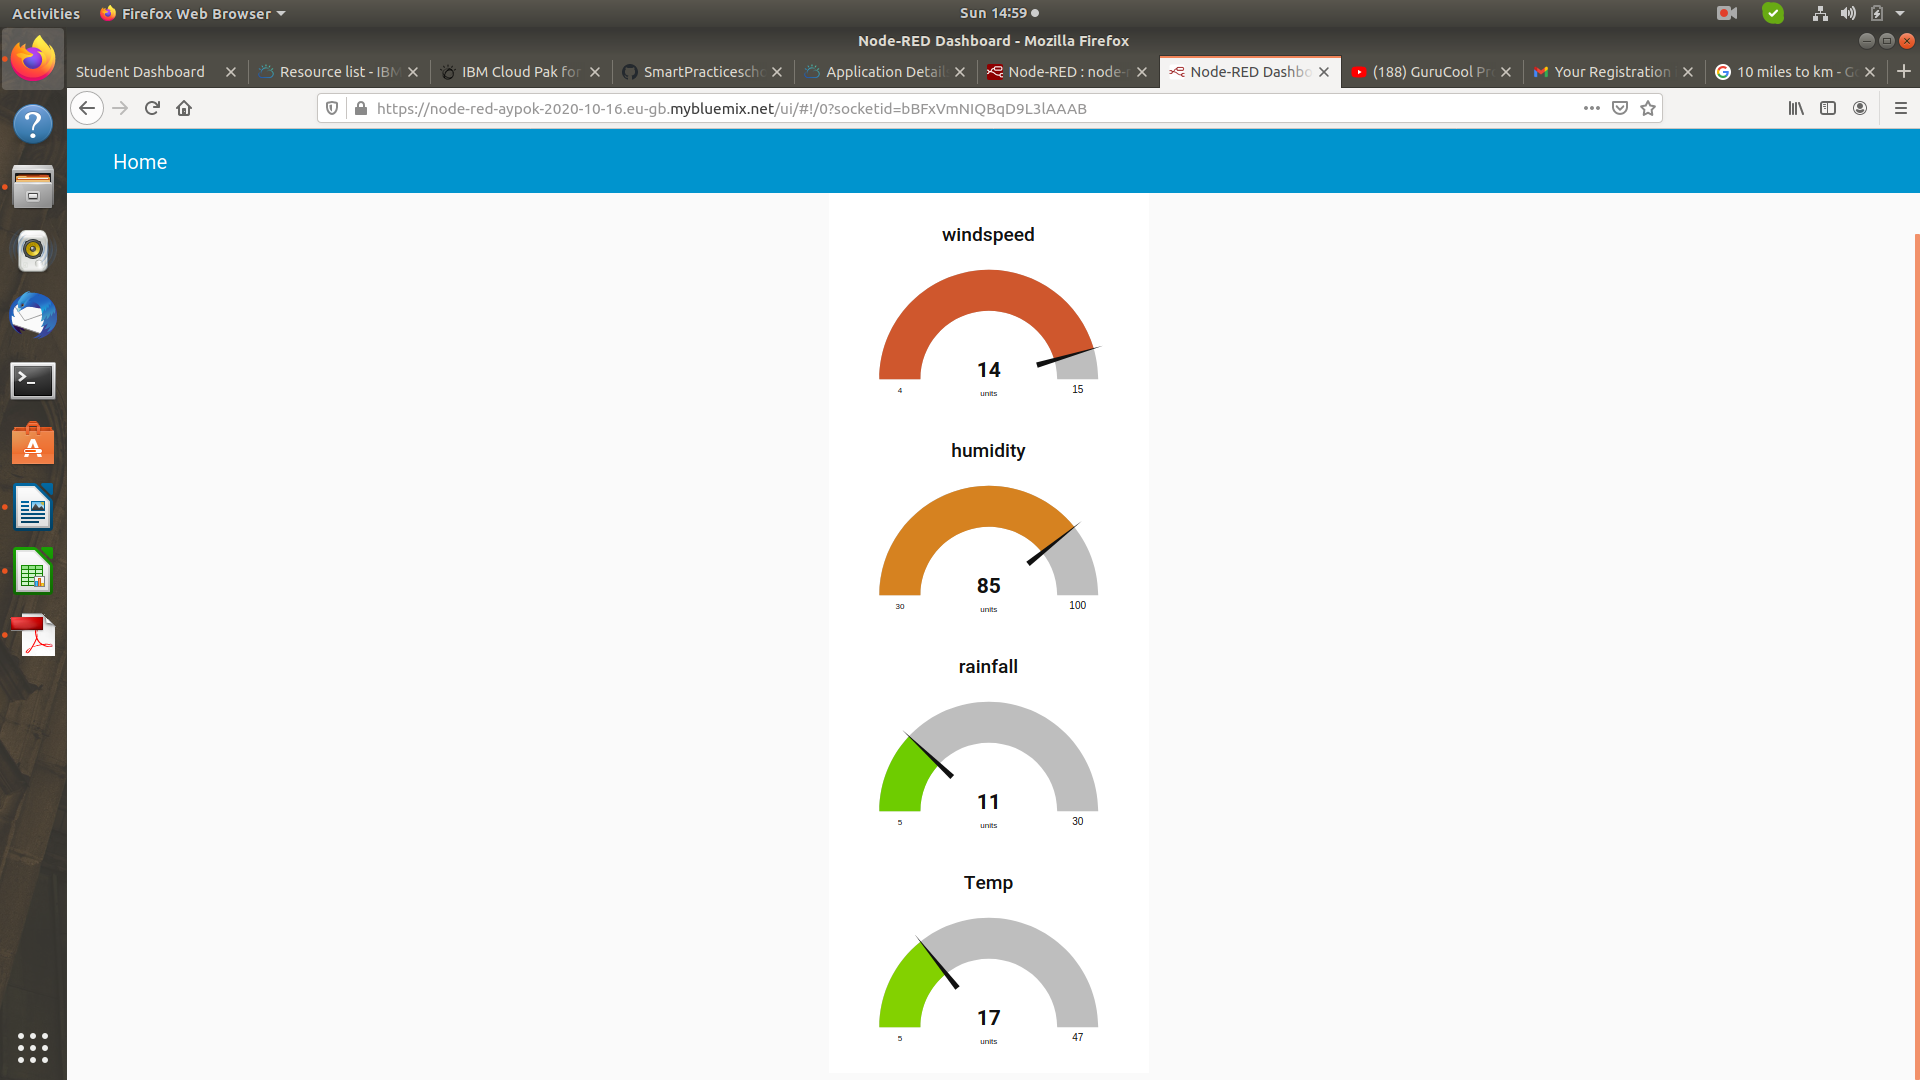 Activities Firefox Web Browser Sun 14:59
Node-RED Dashboard - Mozilla Firefox
Student Dashboard Resource list - IBM IBM Cloud Pak for SmartPracticesch Application Detail Node-RED : node-r Node-RED Dashbo (188) GuruCool Pr Your Registration 10 miles to km - Go
https://node-red-aypok-2020-10-16.eu-gb.mybluemix.net/ui/#!/0?socketid=bBFxVmNIQBqD9L3lAAAB
Home
windspeed
14
4 units 15
humidity
85
30 units 100
rainfall
11
5 units 30
Temp
17
5 units 47